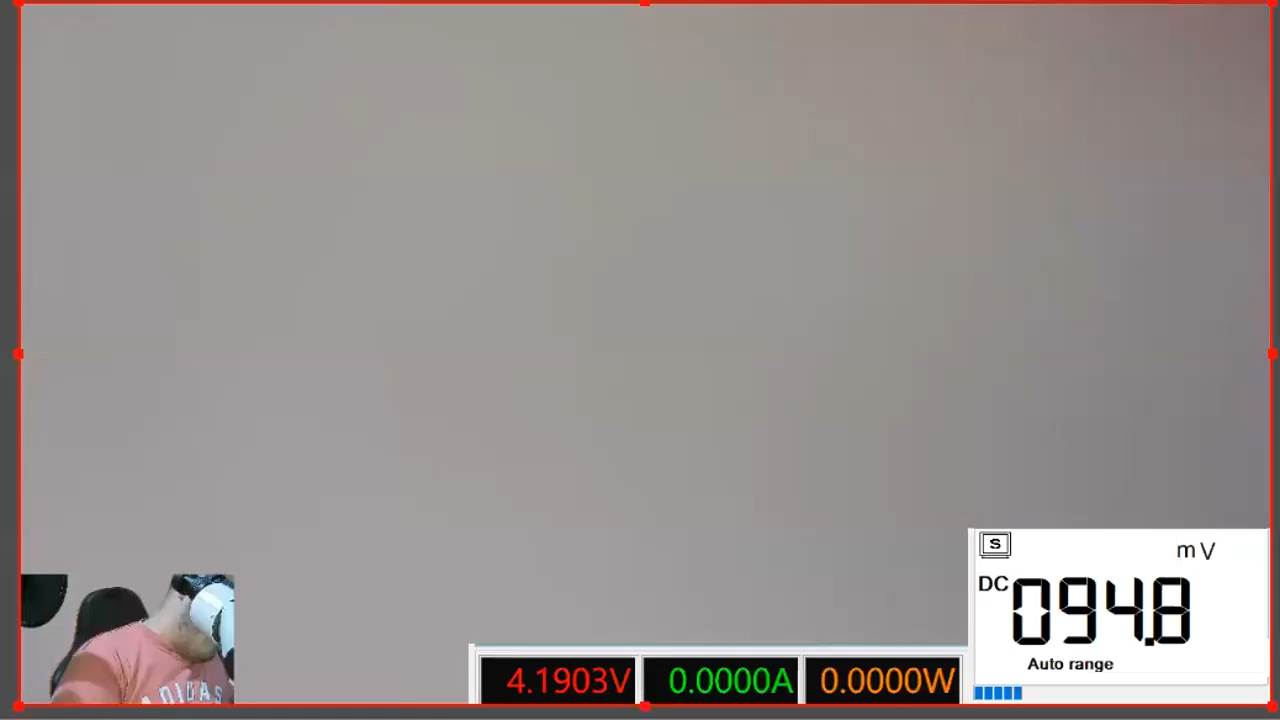 S
mV
DC 094.8
Auto range
4.1903V 0.0000A 0.0000W
ADIDAS